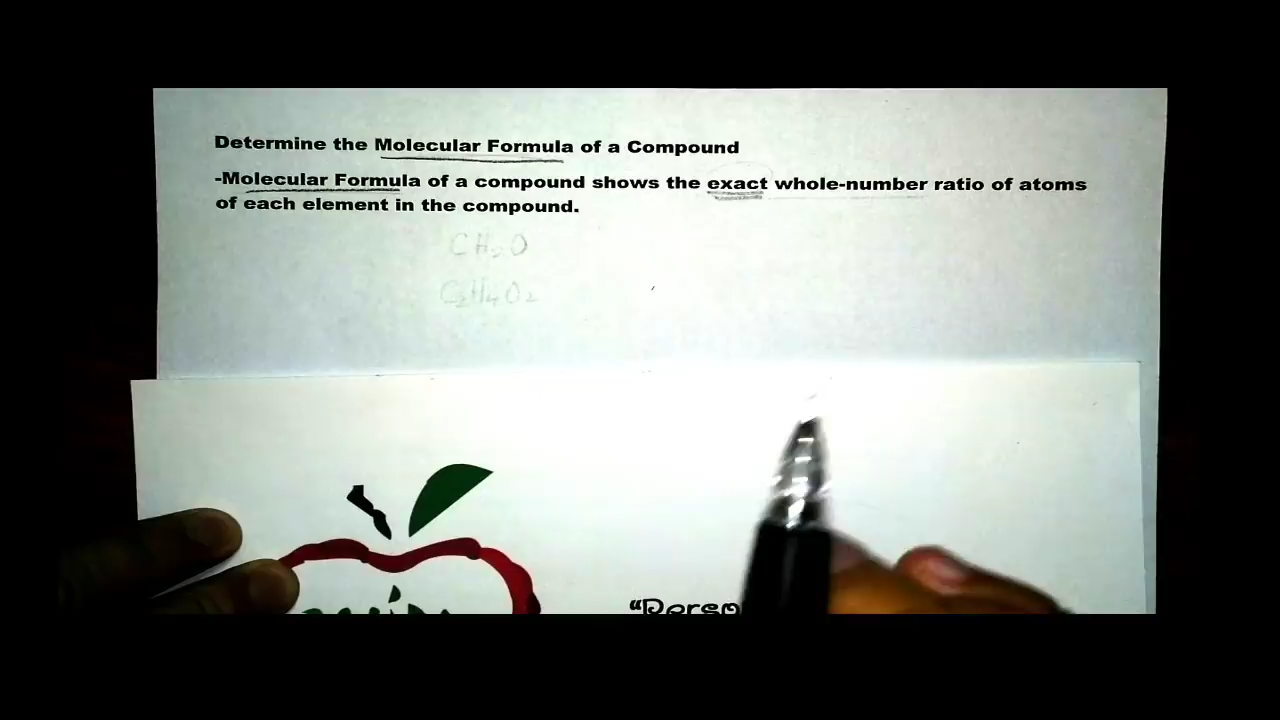 Determine the Molecular Formula of a Compound
-Molecular Formula of a compound shows the exact whole-number ratio of atoms
of each element in the compound.
CH₂O
C₂H₄O₂